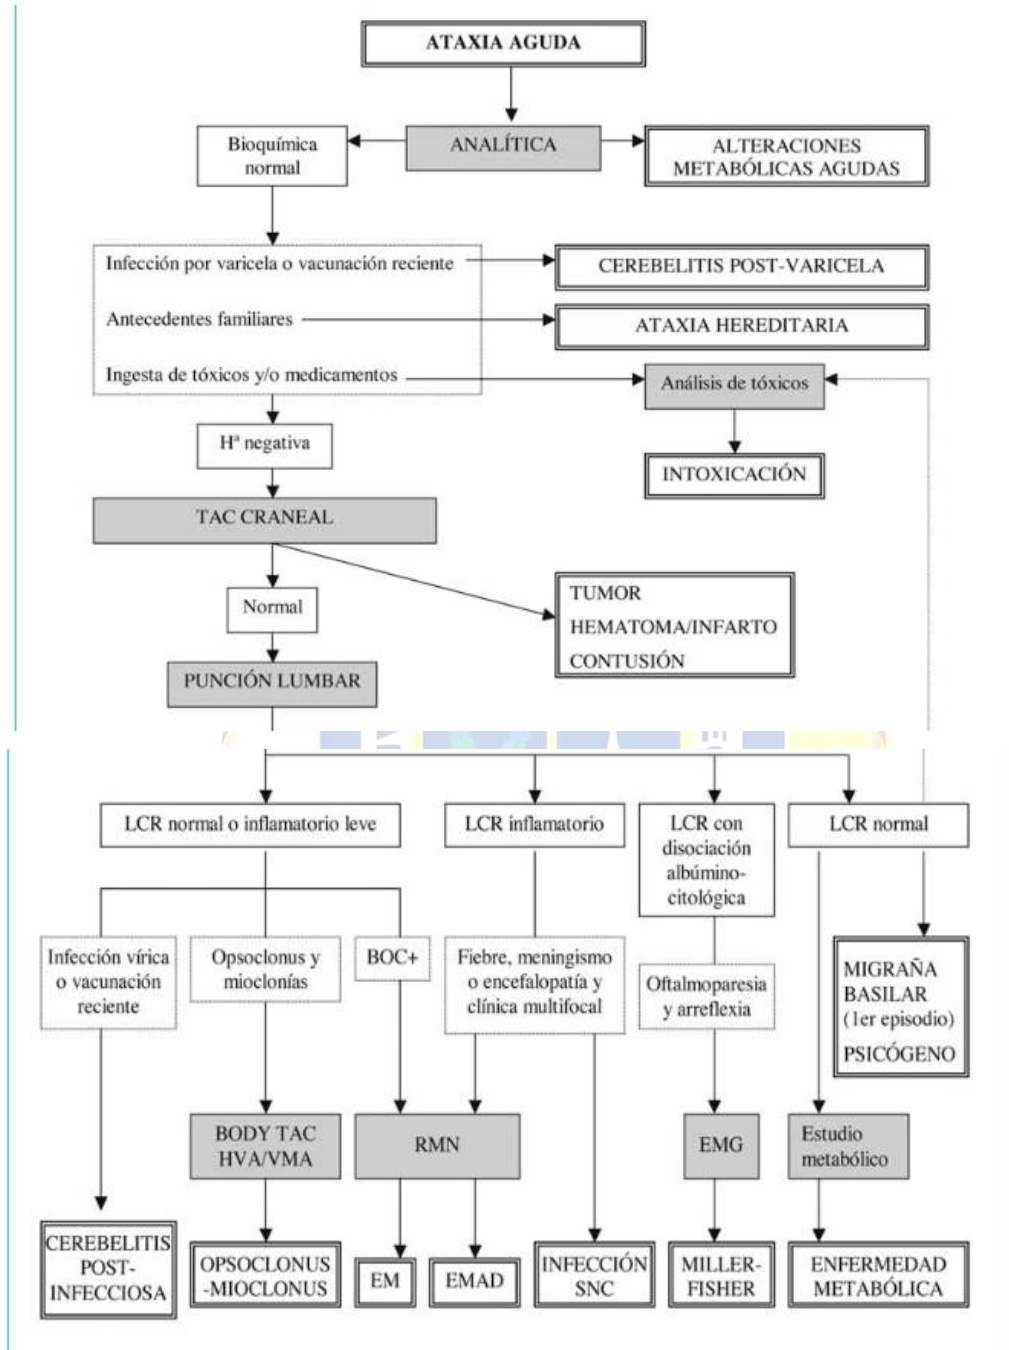 ATAXIA AGUDA
Bioquímica
normal
ANALÍTICA
ALTERACIONES
METABÓLICAS AGUDAS
Infección por varicela o vacunación reciente
CEREBELITIS POST-VARICELA
Antecedentes familiares
ATAXIA HEREDITARIA
Ingesta de tóxicos y/o medicamentos
Análisis de tóxicos
Hª negativa
INTOXICACIÓN
TAC CRANEAL
Normal
TUMOR
HEMATOMA/INFARTO
CONTUSIÓN
PUNCIÓN LUMBAR
LCR normal o inflamatorio leve
LCR inflamatorio
LCR con
disociación
albúmino-
citológica
LCR normal
Infección vírica
o vacunación
reciente
Opsoclonus y
mioclonías
BOC+
Fiebre, meningismo
o encefalopatía y
clínica multifocal
Oftalmoparesia
y arreflexia
MIGRAÑA
BASILAR
(1er episodio)
PSICÓGENO
BODY TAC
HVA/VMA
RMN
EMG
Estudio
metabólico
CEREBELITIS
POST-
INFECCIOSA
OPSOCLONUS
-MIOCLONUS
EM
EMAD
INFECCIÓN
SNC
MILLER-
FISHER
ENFERMEDAD
METABÓLICA